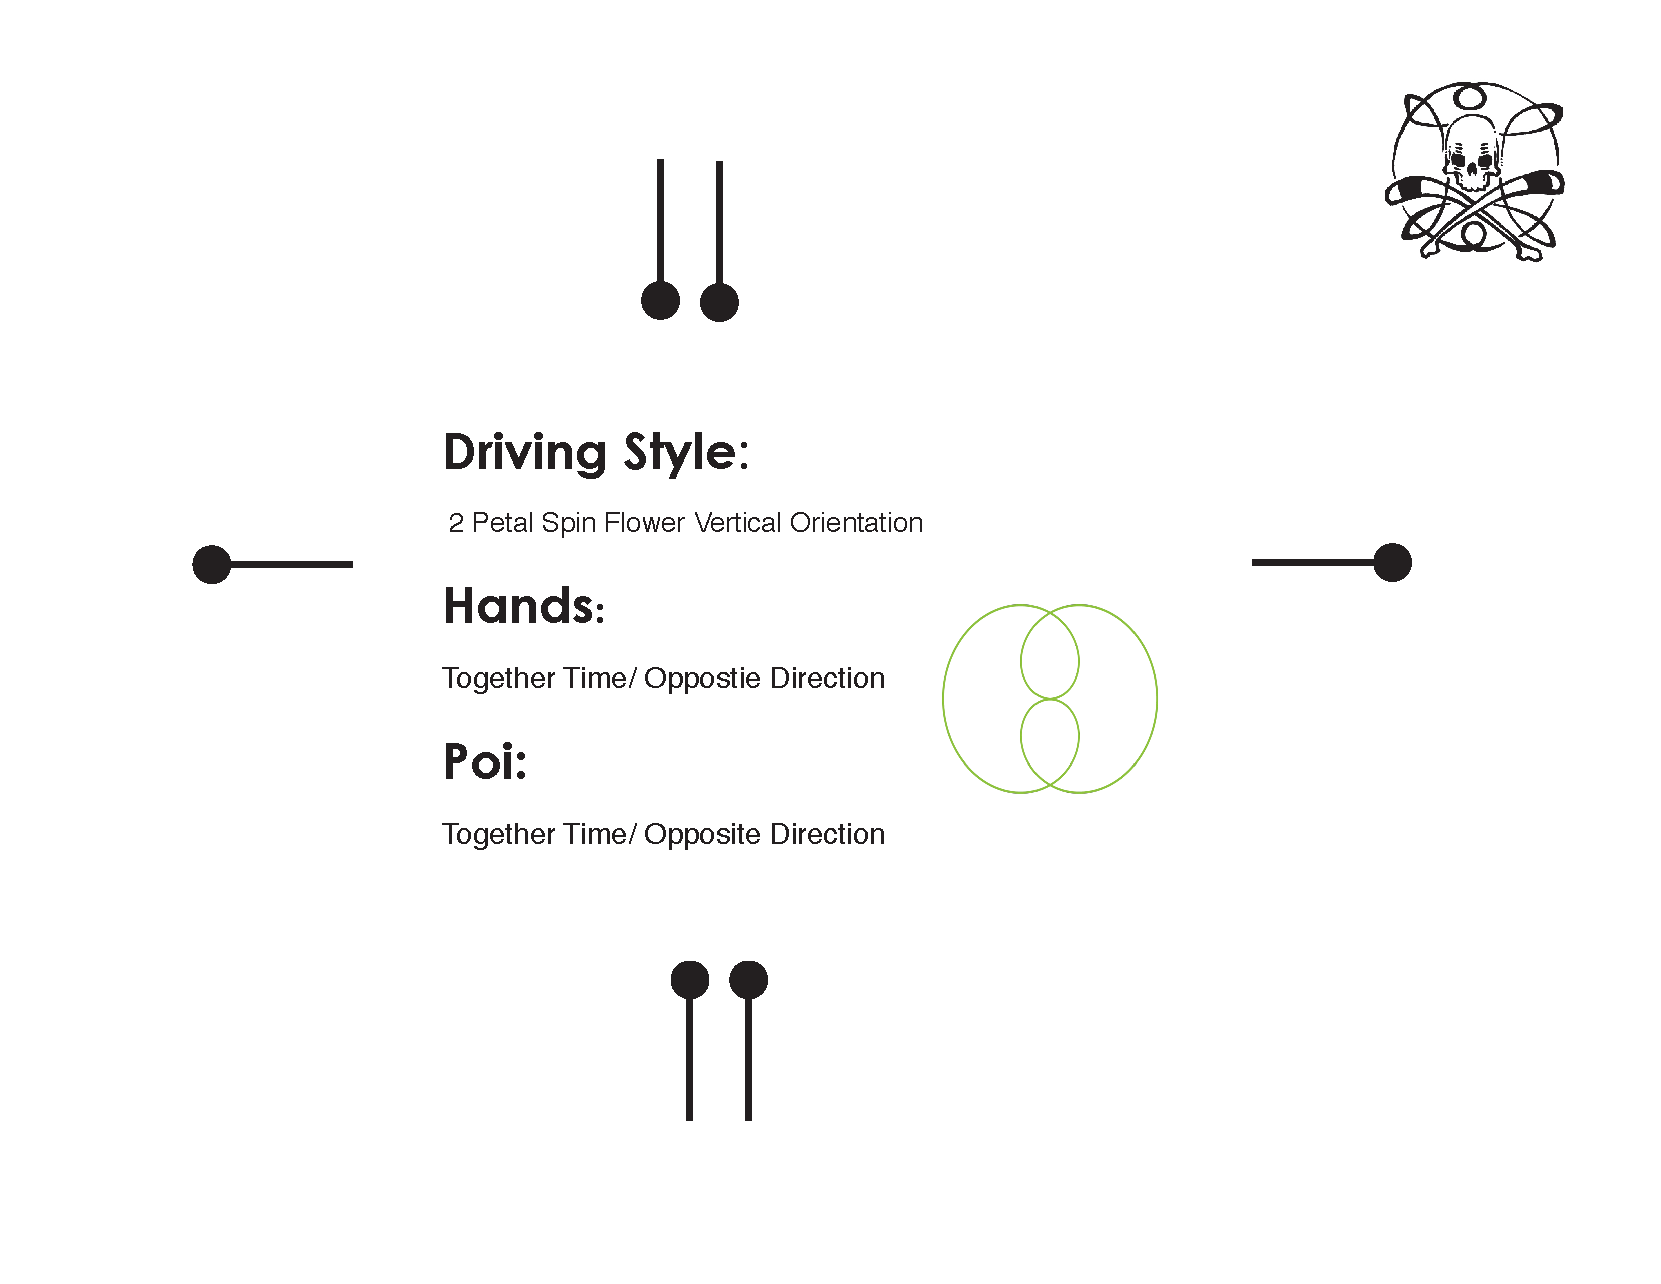 Driving Style:
2 Petal Spin Flower Vertical Orientation
Hands:
Together Time/ Oppostie Direction
Poi:
Together Time/ Opposite Direction